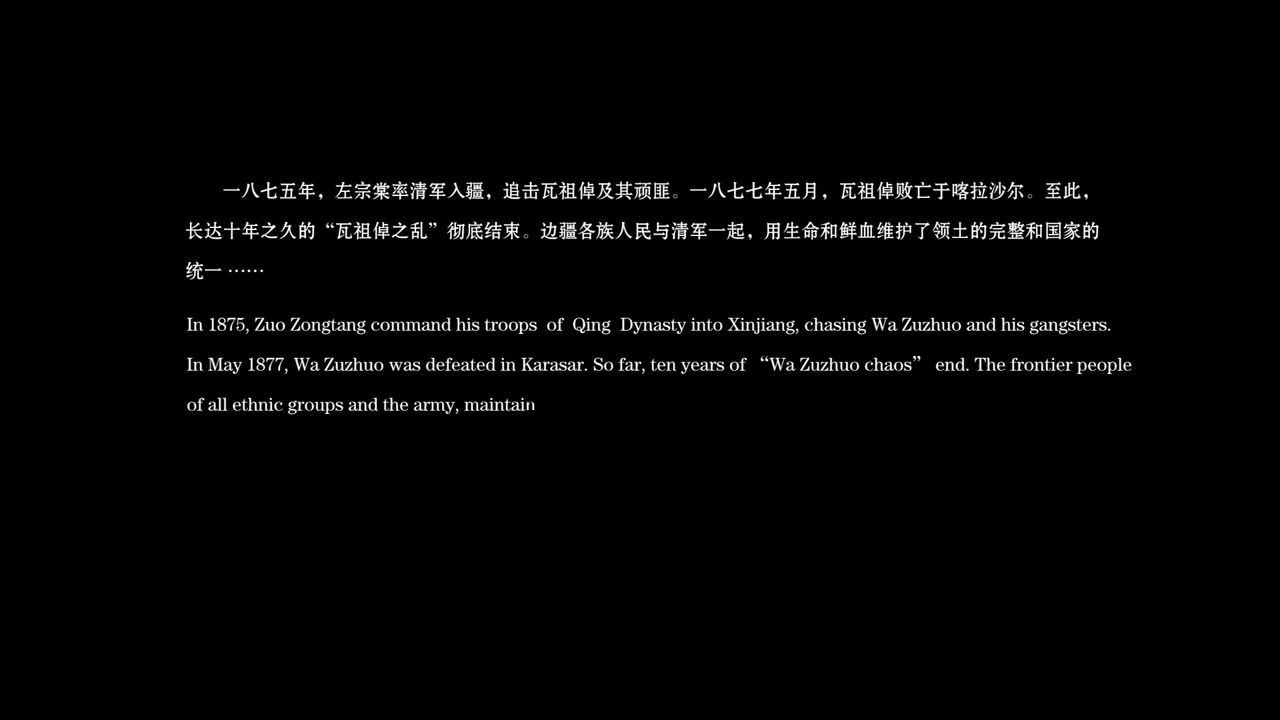 一八七五年，左宗棠率清军入疆，追击瓦祖倬及其顽匪。一八七七年五月，瓦祖倬败亡于喀拉沙尔。至此，
长达十年之久的“瓦祖倬之乱”彻底结束。边疆各族人民与清军一起，用生命和鲜血维护了领土的完整和国家的
统一 ……
In 1875, Zuo Zongtang command his troops of Qing Dynasty into Xinjiang, chasing Wa Zuzhuo and his gangsters.
In May 1877, Wa Zuzhuo was defeated in Karasar. So far, ten years of “Wa Zuzhuo chaos” end. The frontier people
of all ethnic groups and the army, maintain